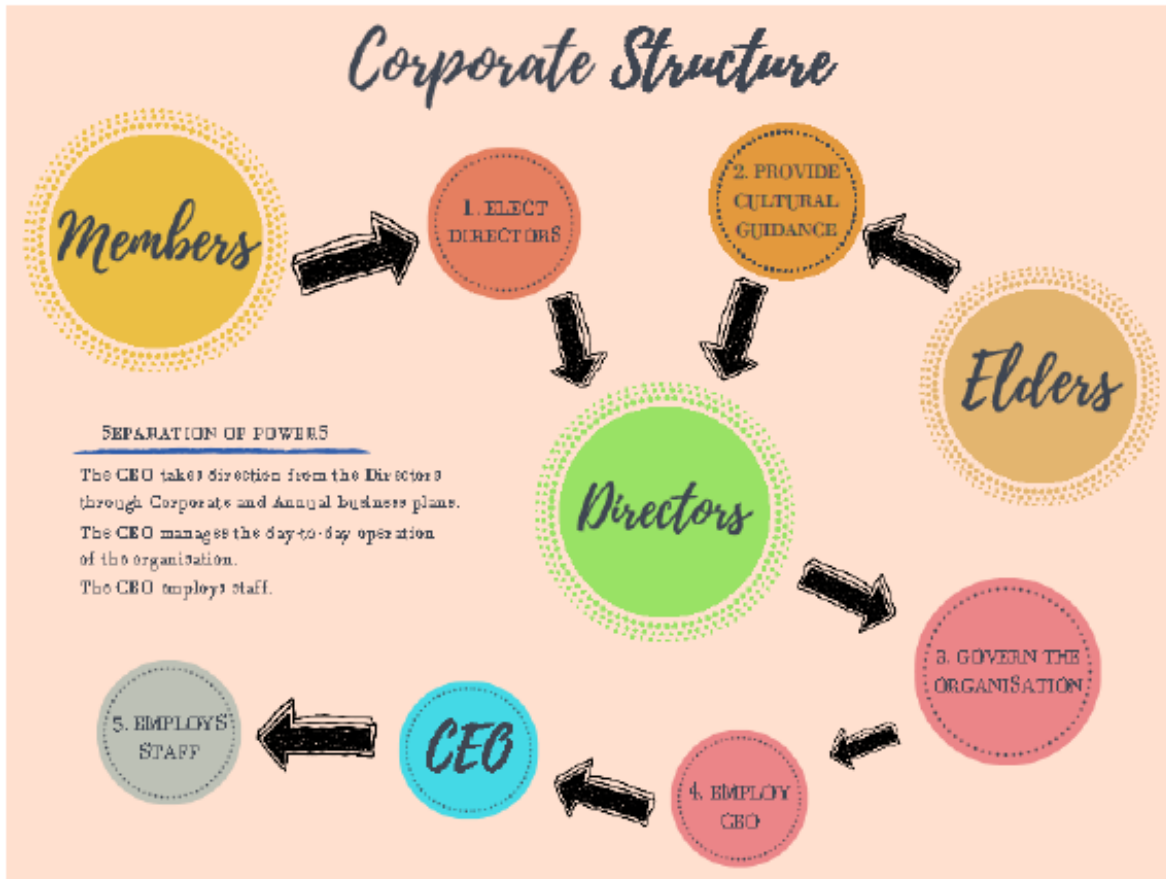 Corporate Structure
Members
1. ELECT
DIRECTORS
2. PROVIDE
CULTURAL
GUIDANCE
Elders
Directors
SEPARATION OF POWERS
The CEO takes direction from the Directors
through Corporate and Annual business plans.
The CEO manages the day-to-day operation
of the organisation.
The CEO employs staff.
3. GOVERN THE
ORGANISATION
4. EMPLOY
CEO
CEO
5. EMPLOYS
STAFF